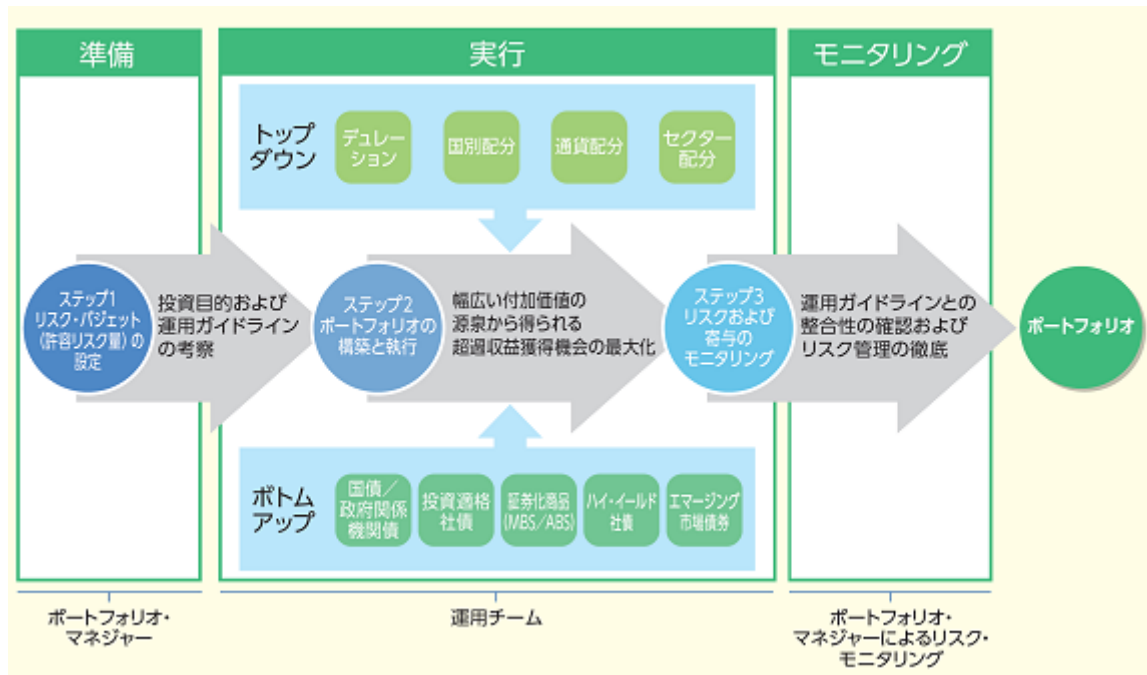 準備
実行
モニタリング
トップ
ダウン
デュレー
ション
国別配分
通貨配分
セクター
配分
ステップ1
リスク・バジェット
(許容リスク量)の
設定
投資目的および
運用ガイドライン
の考察
ステップ2
ポートフォリオの
構築と執行
幅広い付加価値の
源泉から得られる
超過収益獲得機会の最大化
ステップ3
リスクおよび
寄与の
モニタリング
運用ガイドラインとの
整合性の確認および
リスク管理の徹底
ポートフォリオ
ボトム
アップ
国債/
政府関係
機関債
投資適格
社債
証券化商品
(MBS/ABS)
ハイ・イールド
社債
エマージング
市場債券
ポートフォリオ・
マネジャー
運用チーム
ポートフォリオ・
マネジャーによるリスク・
モニタリング